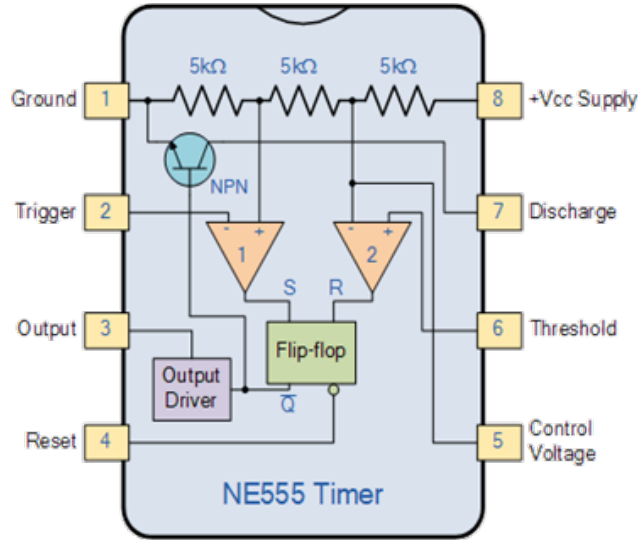 5kΩ 5kΩ 5kΩ
Ground 1
8 +Vcc Supply
NPN
Trigger 2
- +
1
- +
2
7 Discharge
S R
Output 3
Flip-flop
6 Threshold
Output
Driver
Q̅
Reset 4
5 Control
Voltage
NE555 Timer